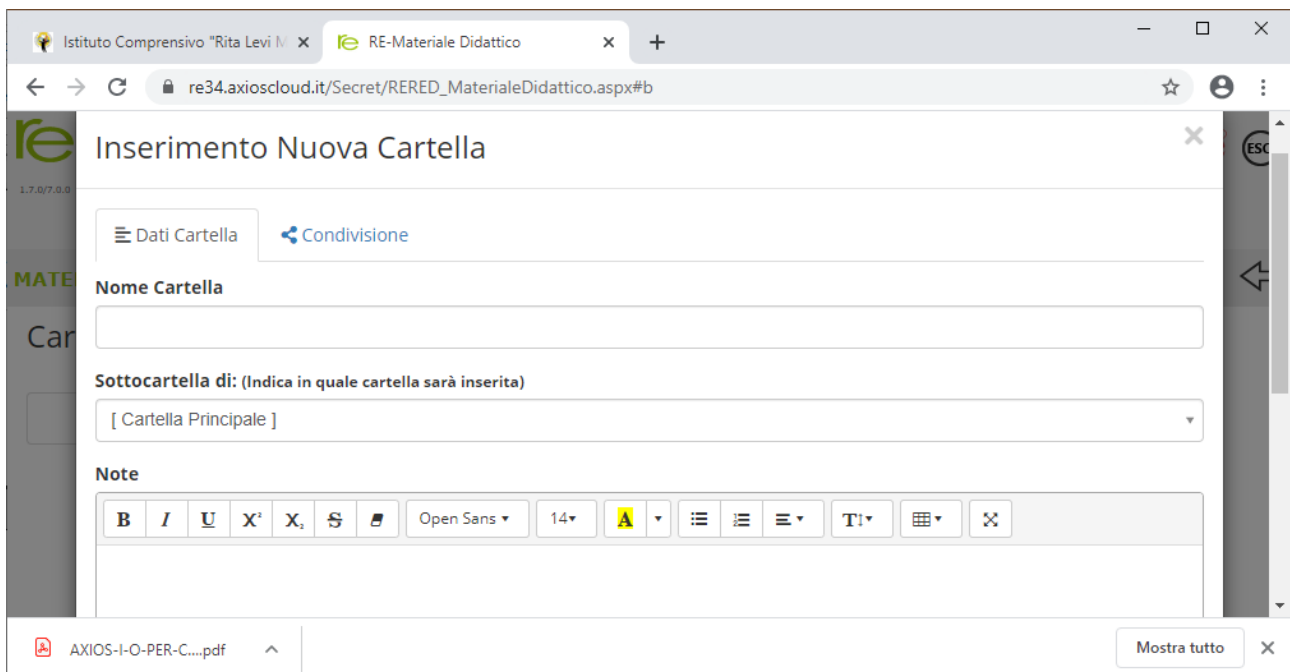 Istituto Comprensivo "Rita Levi M
RE-Materiale Didattico
re34.axioscloud.it/Secret/RERED_MaterialeDidattico.aspx#b
re
Inserimento Nuova Cartella
ESC
1.7.0/7.0.0
Dati Cartella
Condivisione
MATE
Nome Cartella
Car
Sottocartella di: (Indica in quale cartella sarà inserita)
[ Cartella Principale ]
Note
B I U X² X₂ S Open Sans 14 A T
AXIOS-I-O-PER-C....pdf
Mostra tutto